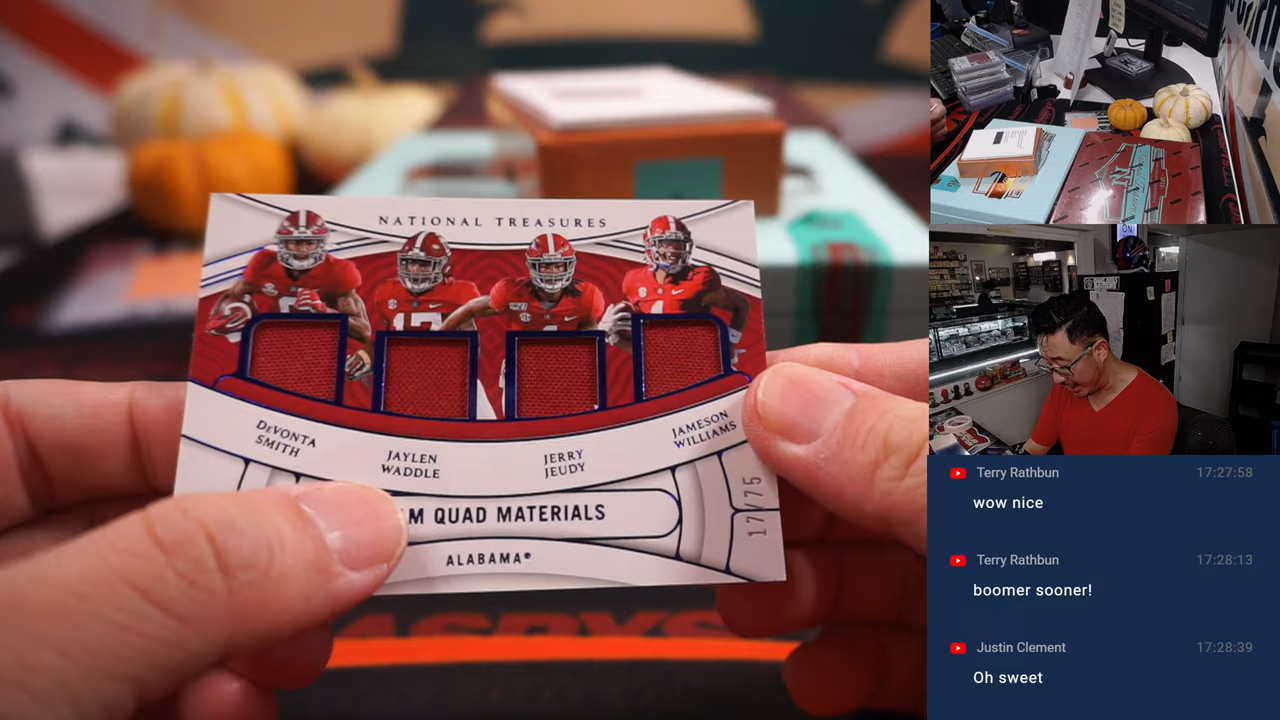 NATIONAL TREASURES
DEVONTA
SMITH
JAYLEN
WADDLE
JERRY
JEUDY
JAMESON
WILLIAMS
M QUAD MATERIALS
17/75
ALABAMA
ON
Terry Rathbun 17:27:58
wow nice
Terry Rathbun 17:28:13
boomer sooner!
Justin Clement 17:28:39
Oh sweet